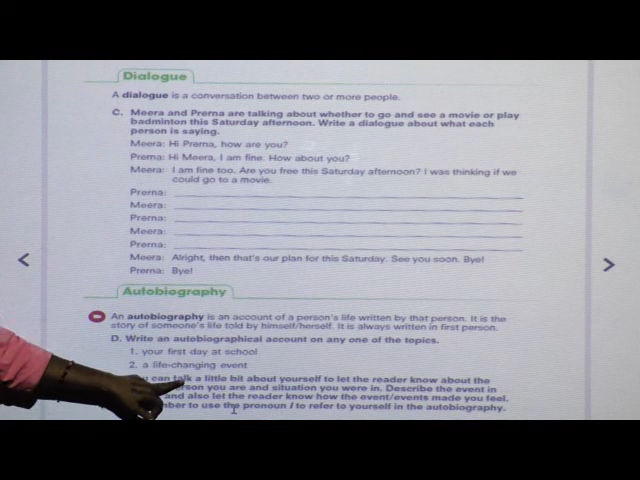 Dialogue
A dialogue is a conversation between two or more people.
C. Meera and Prerna are talking about whether to go and see a movie or play
badminton this Saturday afternoon. Write a dialogue about what each
person is saying.
Meera: Hi Prerna, how are you?
Prerna: Hi Meera, I am fine. How about you?
Meera: I am fine too. Are you free this Saturday afternoon? I was thinking if we
could go to a movie.
Prerna:
Meera:
Prerna:
Meera:
Prerna:
Meera: Alright, then that's our plan for this Saturday. See you soon. Bye!
Prerna: Bye!
Autobiography
An autobiography is an account of a person's life written by that person. It is the
story of someone's life told by himself/herself. It is always written in first person.
D. Write an autobiographical account on any one of the topics.
1. your first day at school
2. a life-changing event
can talk a little bit about yourself to let the reader know about the
you are and situation you were in. Describe the event in
and also let the reader know how the event/events made you feel.
to use the pronoun I to refer to yourself in the autobiography.